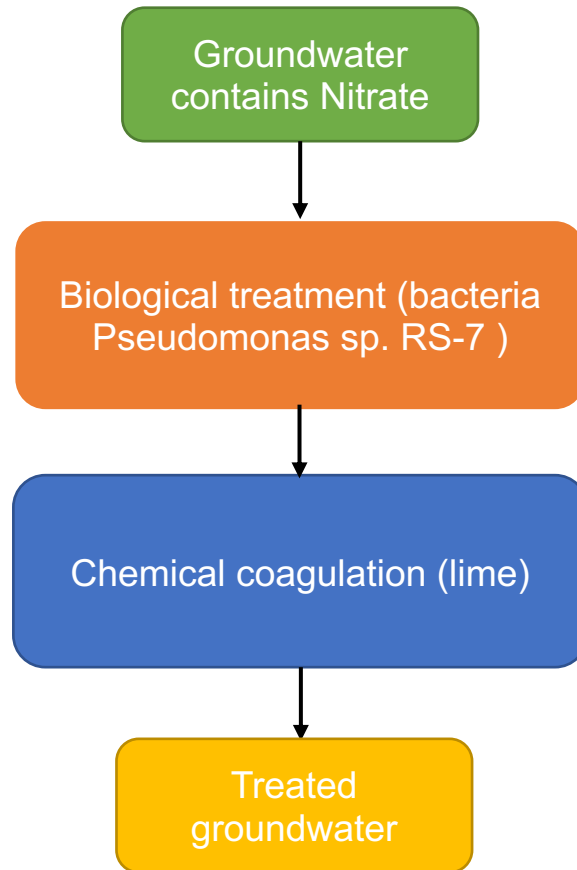 Groundwater
contains Nitrate
Biological treatment (bacteria
Pseudomonas sp. RS-7 )
Chemical coagulation (lime)
Treated
groundwater